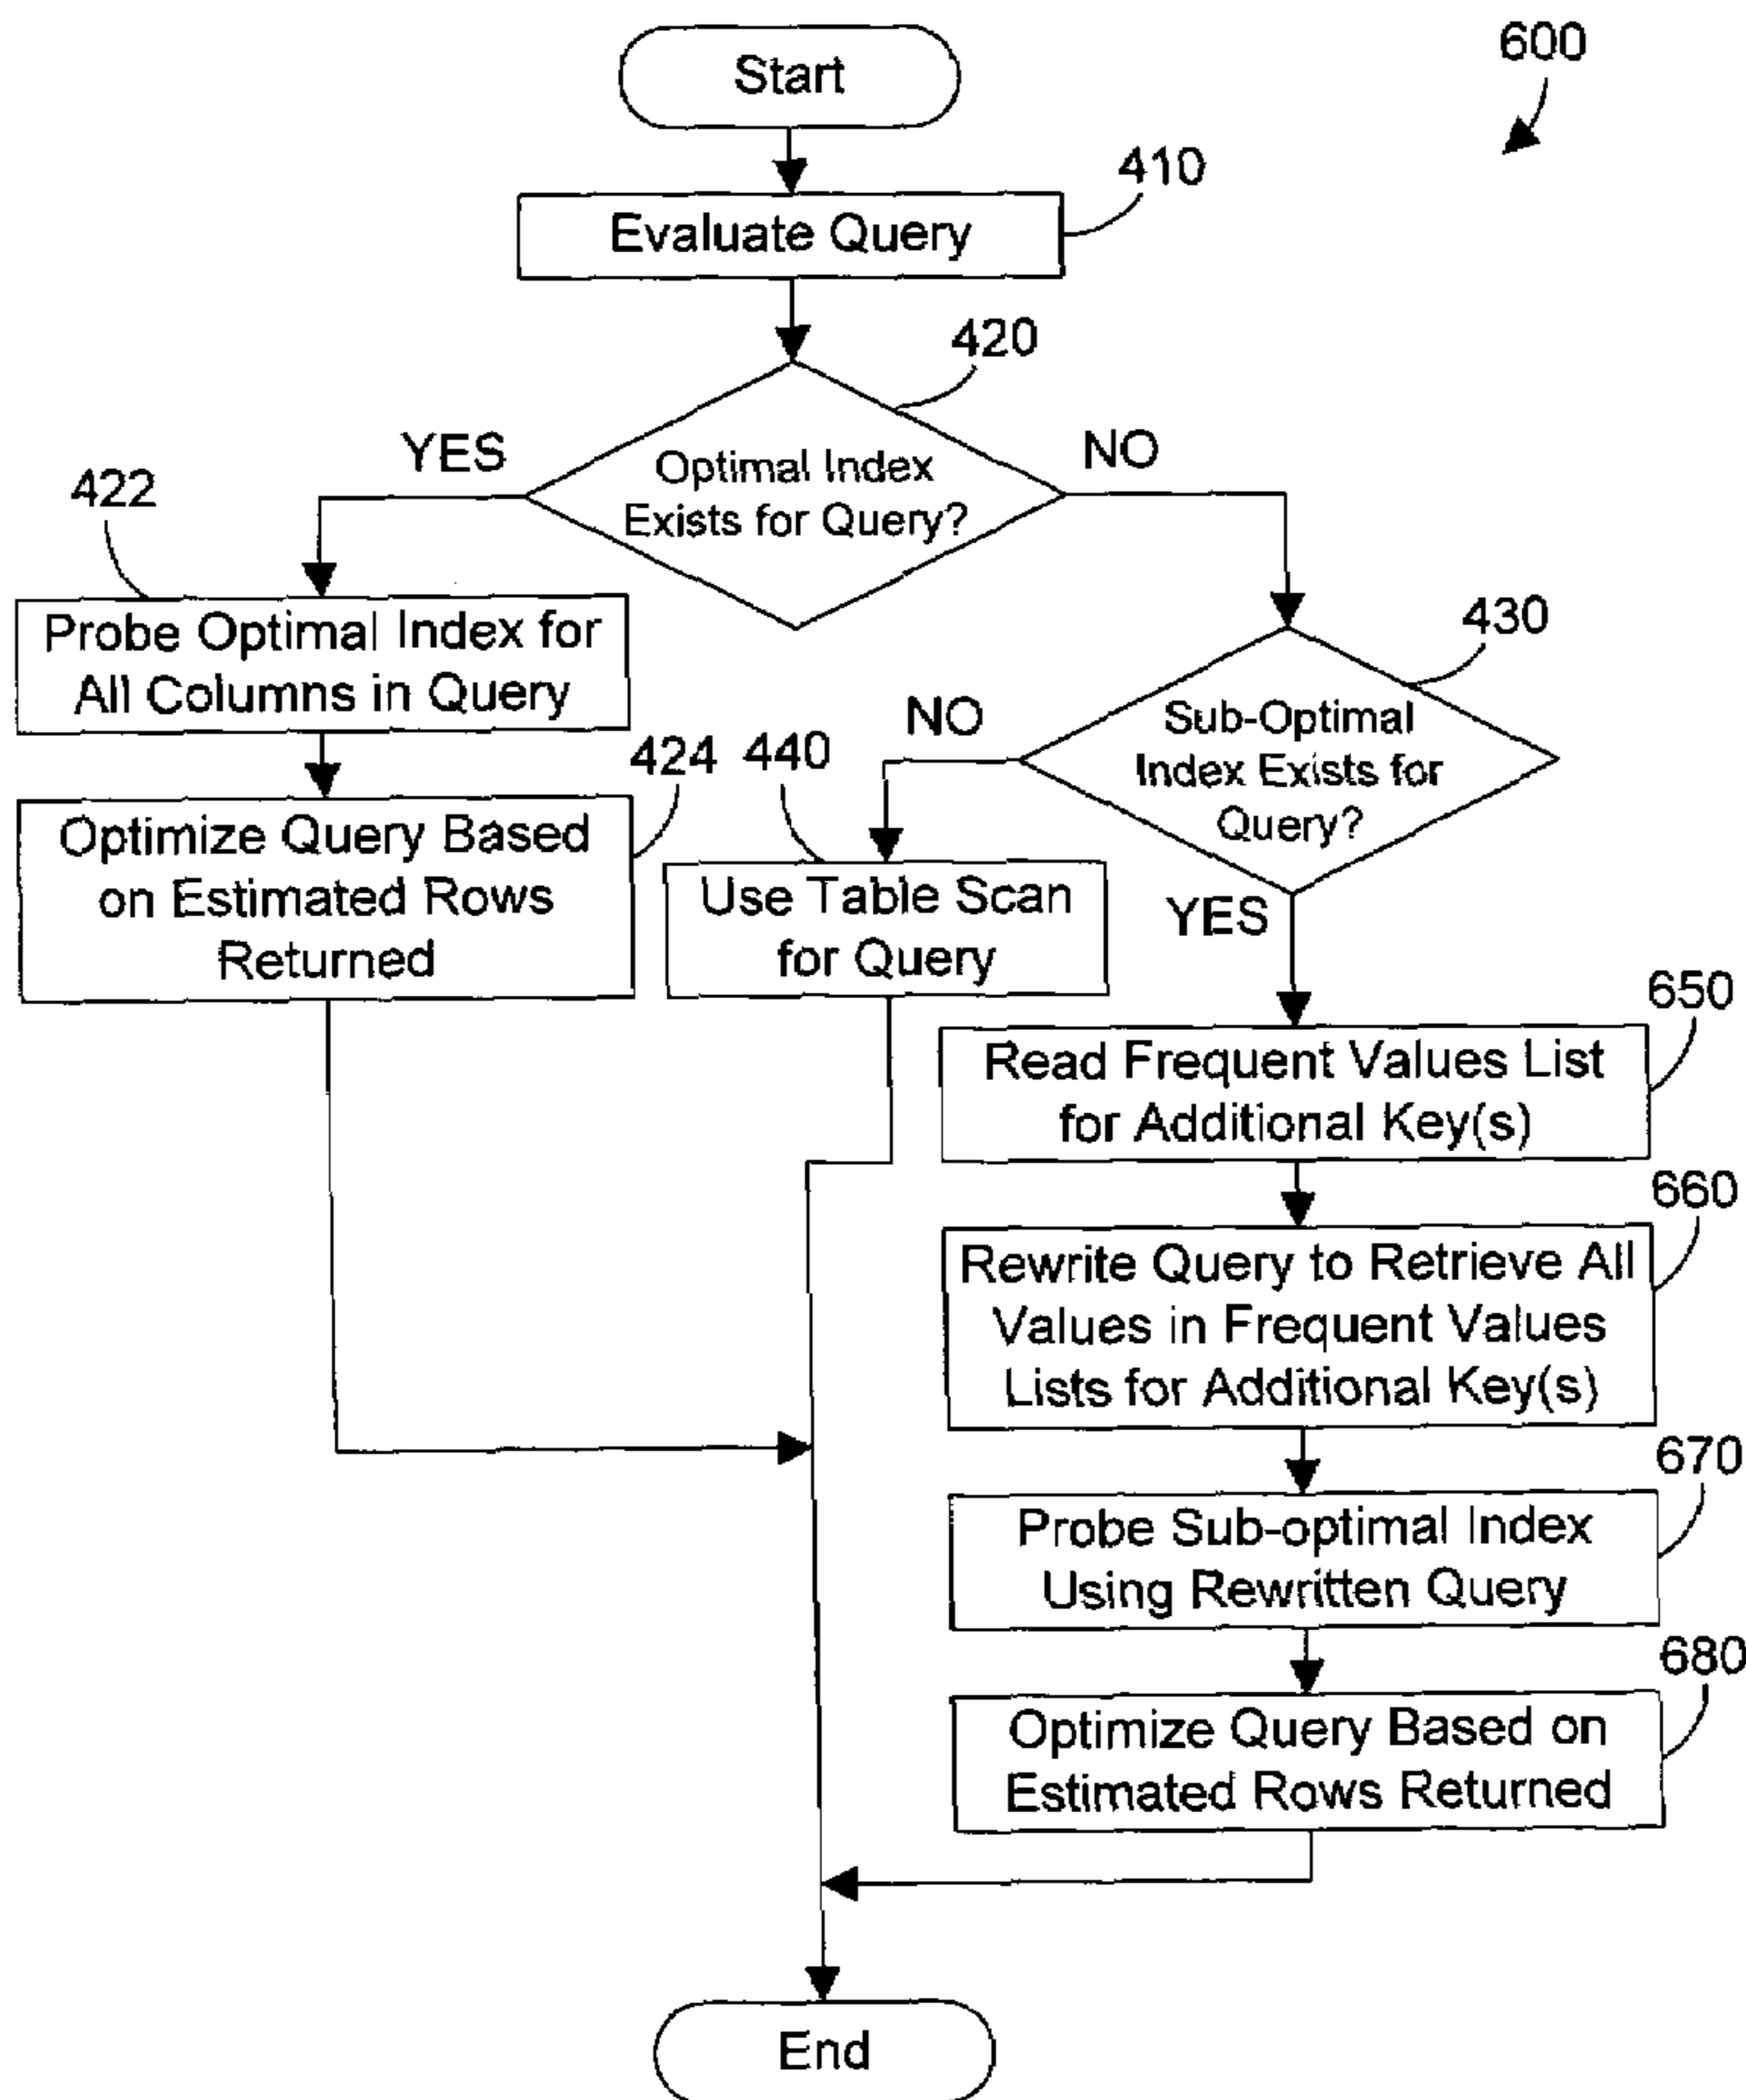 600
Start
410
Evaluate Query
420
YES
NO
Optimal Index
Exists for Query?
422
Probe Optimal Index for
All Columns in Query
430
NO
Sub-Optimal
Index Exists for
Query?
424
440
Optimize Query Based
on Estimated Rows
Returned
Use Table Scan
for Query
YES
650
Read Frequent Values List
for Additional Key(s)
660
Rewrite Query to Retrieve All
Values in Frequent Values
Lists for Additional Key(s)
670
Probe Sub-optimal Index
Using Rewritten Query
680
Optimize Query Based on
Estimated Rows Returned
End